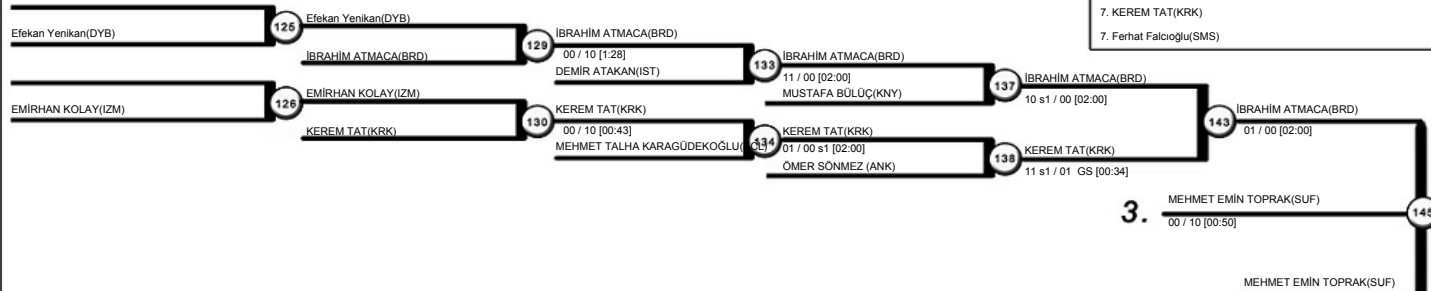 7. KEREM TAT(KRK)
7. Ferhat Falcıoğlu(SMS)
Efekan Yenikan(DYB)
125
Efekan Yenikan(DYB)
İBRAHİM ATMACA(BRD)
EMİRHAN KOLAY(IZM)
126
EMİRHAN KOLAY(IZM)
KEREM TAT(KRK)
129
İBRAHİM ATMACA(BRD)
00 / 10 [1:28]
DEMİR ATAKAN(IST)
130
KEREM TAT(KRK)
00 / 10 [00:43]
MEHMET TALHA KARAGÜDEKOĞLU(
133
İBRAHİM ATMACA(BRD)
11 / 00 [02:00]
MUSTAFA BÜLÜÇ(KNY)
134
KEREM TAT(KRK)
01 / 00 s1 [02:00]
ÖMER SÖNMEZ (ANK)
137
İBRAHİM ATMACA(BRD)
10 s1 / 00 [02:00]
138
KEREM TAT(KRK)
11 s1 / 01 GS [00:34]
143
İBRAHİM ATMACA(BRD)
01 / 00 [02:00]
3.
MEHMET EMİN TOPRAK(SUF)
00 / 10 [00:50]
145
MEHMET EMİN TOPRAK(SUF)